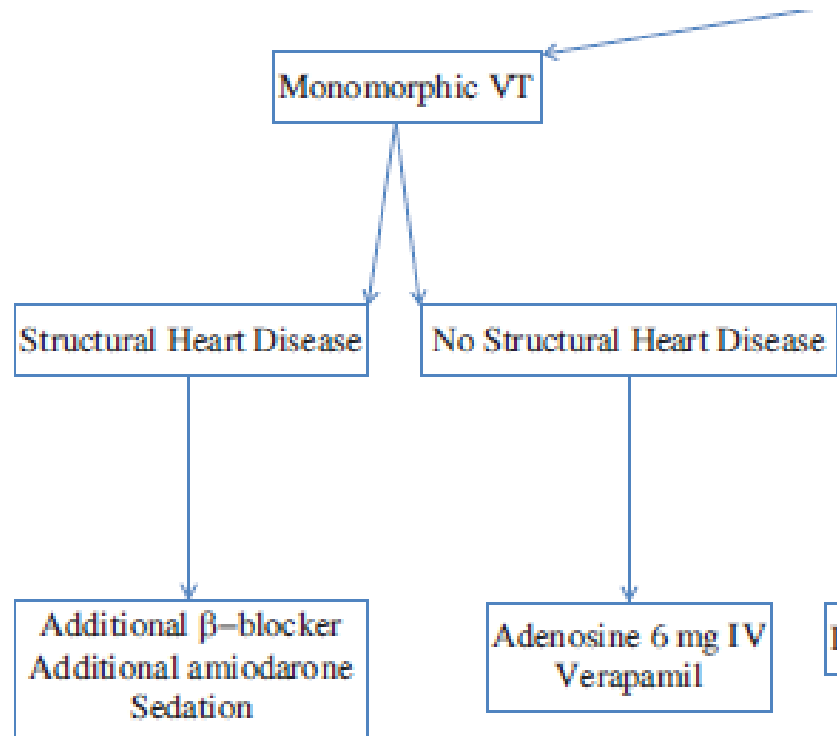 Monomorphic VT
Structural Heart Disease
No Structural Heart Disease
Additional β–blocker
Additional amiodarone
Sedation
Adenosine 6 mg IV
Verapamil